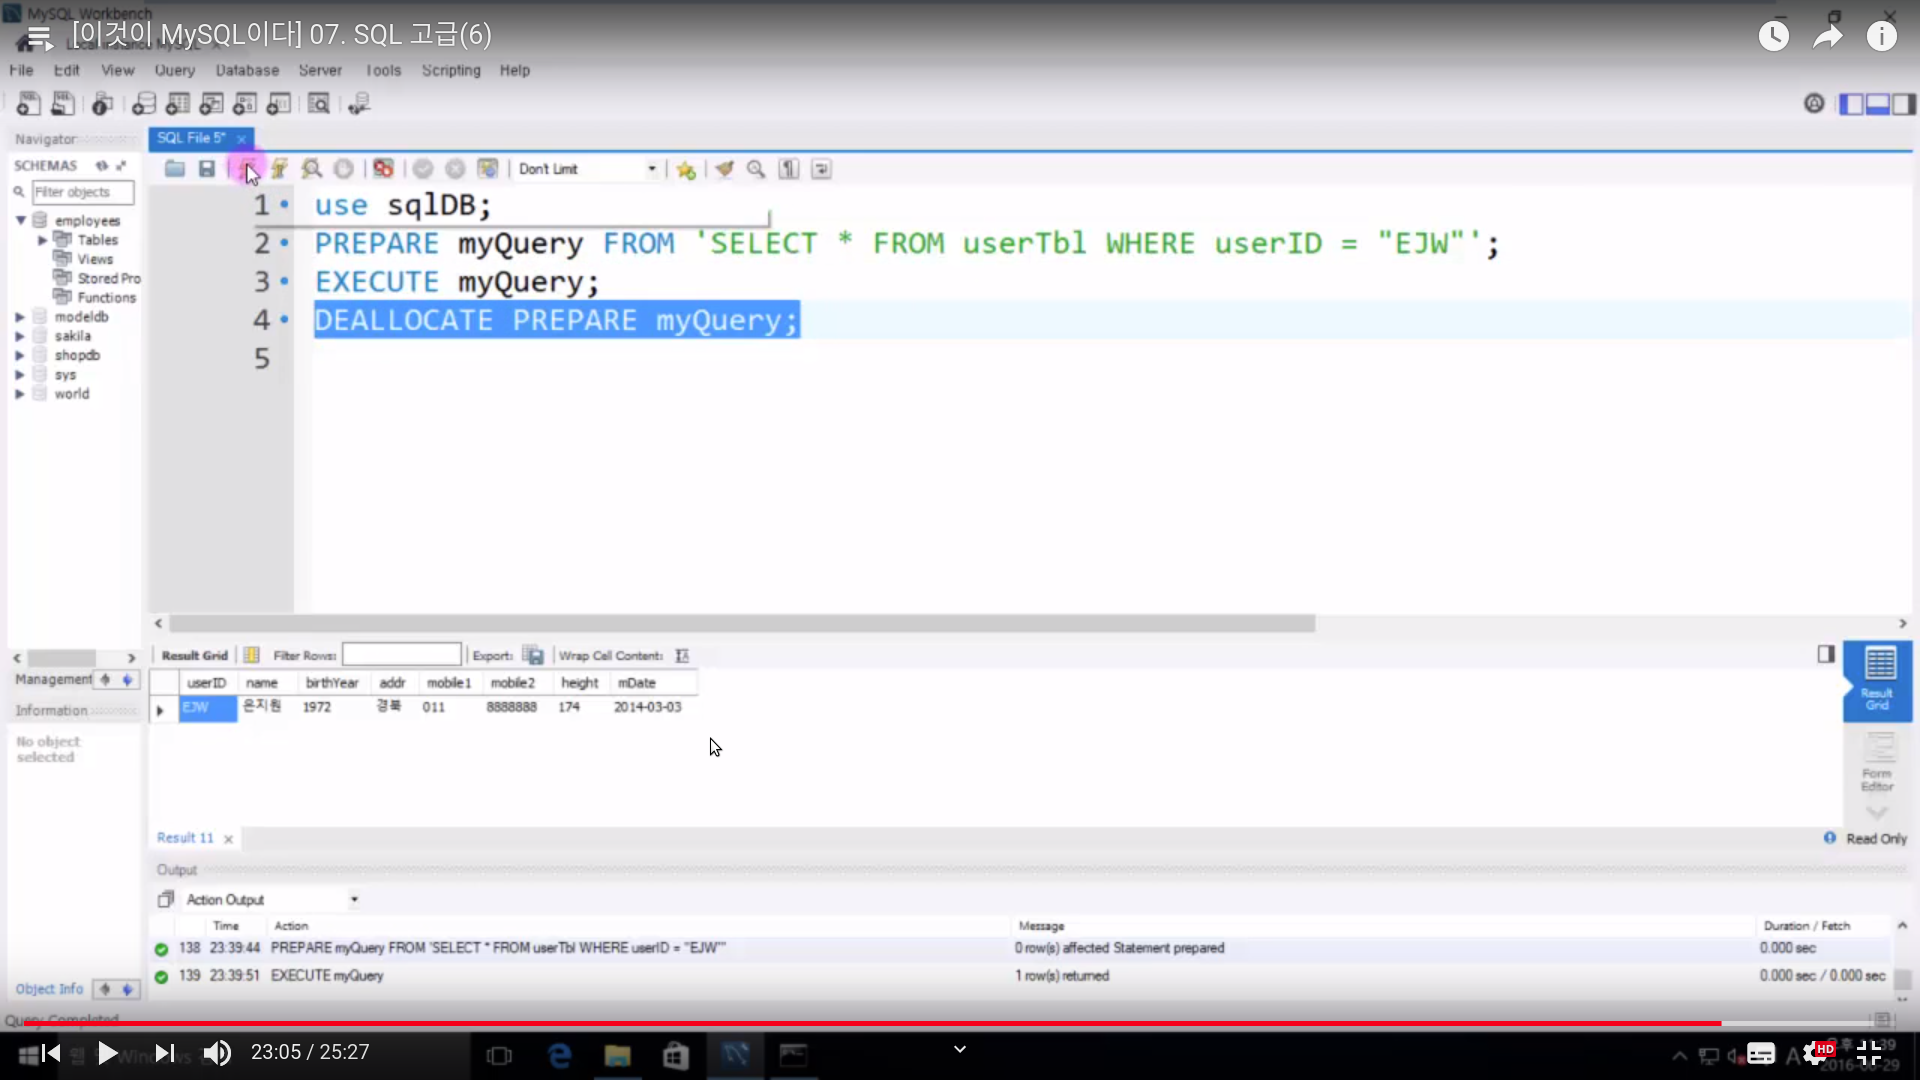 MySQL Workbench
[이것이 MySQL이다] 07. SQL 고급(6)
File Edit View Query Database Server Tools Scripting Help
Navigator
SQL File 5*
SCHEMAS
Don't Limit
Filter objects
employees
Tables
Views
Stored Pro
Functions
modeldb
sakila
shopdb
sys
world
1 use sqlDB;
2 PREPARE myQuery FROM 'SELECT * FROM userTbl WHERE userID = "EJW"';
3 EXECUTE myQuery;
4 DEALLOCATE PREPARE myQuery;
5
Management
Information
No object
selected
Object Info
Result Grid Filter Rows: Export: Wrap Cell Content:
userID name birthYear addr mobile1 mobile2 height mDate
EJW 은지원 1972 경북 011 8888888 174 2014-03-03
Result
Grid
Form
Editor
Result 11
Read Only
Output
Action Output
Time Action Message Duration / Fetch
138 23:39:44 PREPARE myQuery FROM 'SELECT * FROM userTbl WHERE userID = "EJW"' 0 row(s) affected Statement prepared 0.000 sec
139 23:39:51 EXECUTE myQuery 1 row(s) returned 0.000 sec / 0.000 sec
Query Completed
23:05 / 25:27
HD